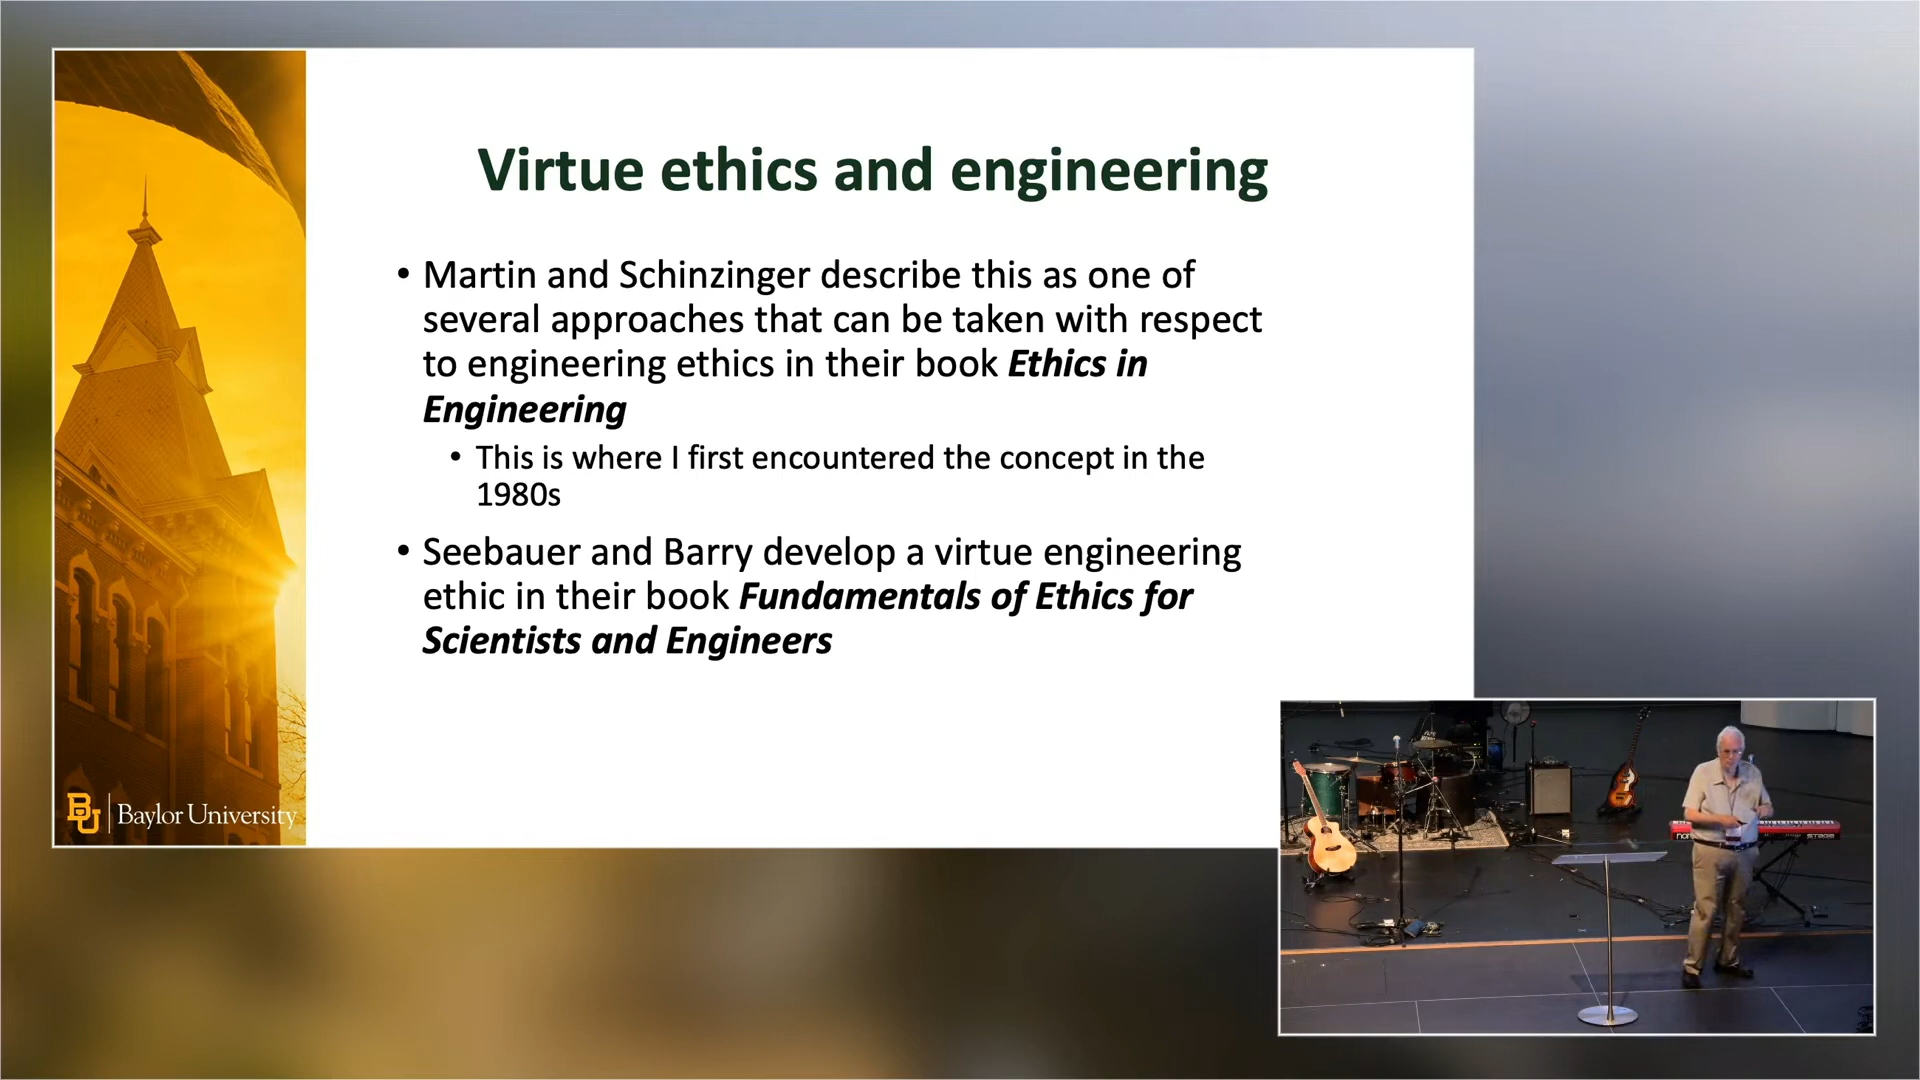 Virtue ethics and engineering
• Martin and Schinzinger describe this as one of
several approaches that can be taken with respect
to engineering ethics in their book Ethics in
Engineering
• This is where I first encountered the concept in the
1980s
• Seebauer and Barry develop a virtue engineering
ethic in their book Fundamentals of Ethics for
Scientists and Engineers
BU | Baylor University